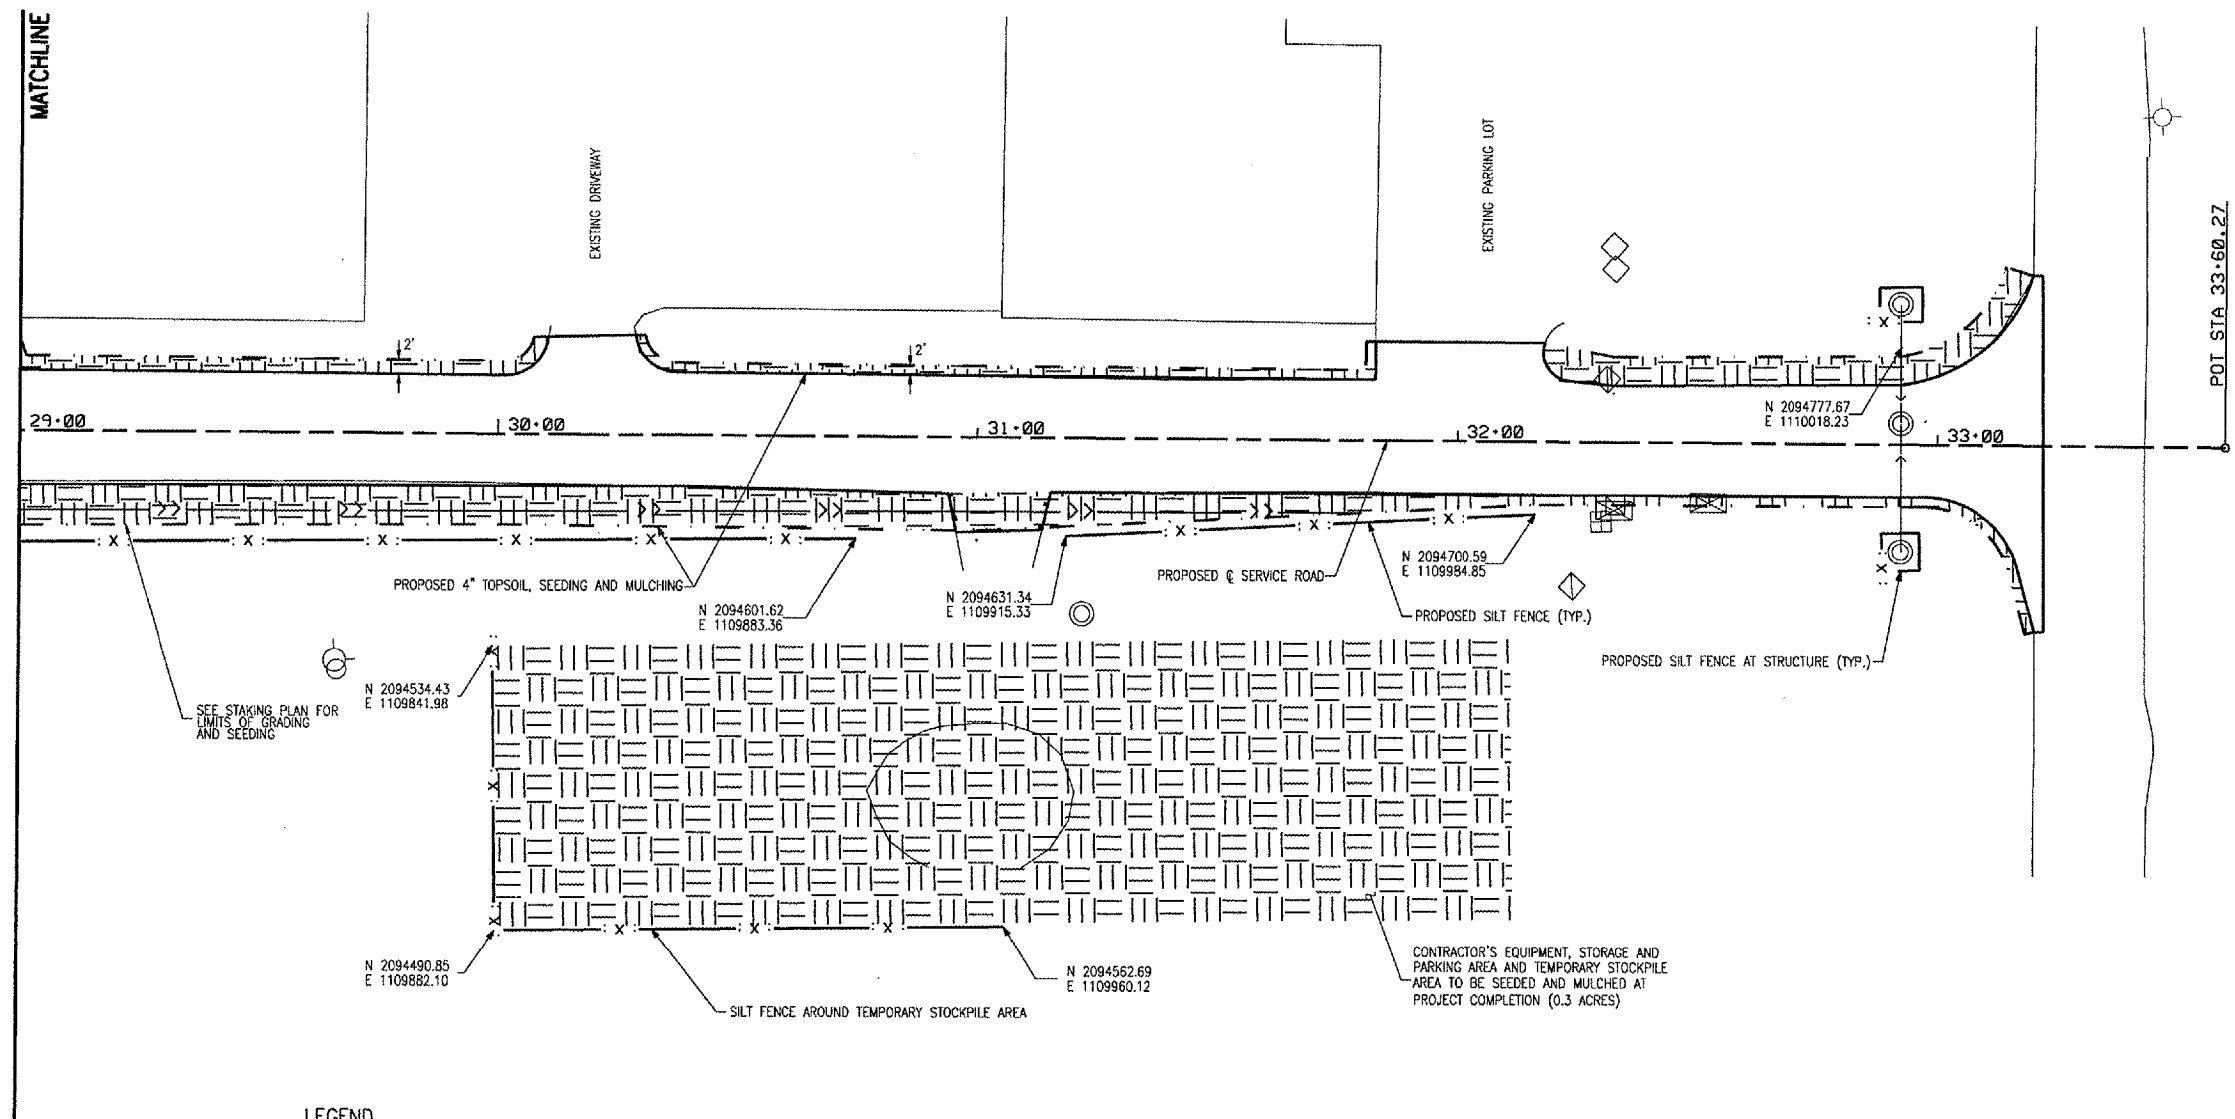 MATCHLINE
EXISTING DRIVEWAY
EXISTING PARKING LOT
POT STA 33+60.27
2'
2'
N 2094777.67
E 1110018.23
29+00
30+00
31+00
32+00
33+00
PROPOSED 4" TOPSOIL, SEEDING AND MULCHING
N 2094601.62
E 1109883.36
N 2094631.34
E 1109915.33
PROPOSED ℄ SERVICE ROAD
N 2094700.59
E 1109984.85
PROPOSED SILT FENCE (TYP.)
PROPOSED SILT FENCE AT STRUCTURE (TYP.)
N 2094534.43
E 1109841.98
SEE STAKING PLAN FOR
LIMITS OF GRADING
AND SEEDING
N 2094490.85
E 1109882.10
N 2094562.69
E 1109960.12
SILT FENCE AROUND TEMPORARY STOCKPILE AREA
CONTRACTOR'S EQUIPMENT, STORAGE AND
PARKING AREA AND TEMPORARY STOCKPILE
AREA TO BE SEEDED AND MULCHED AT
PROJECT COMPLETION (0.3 ACRES)
LEGEND